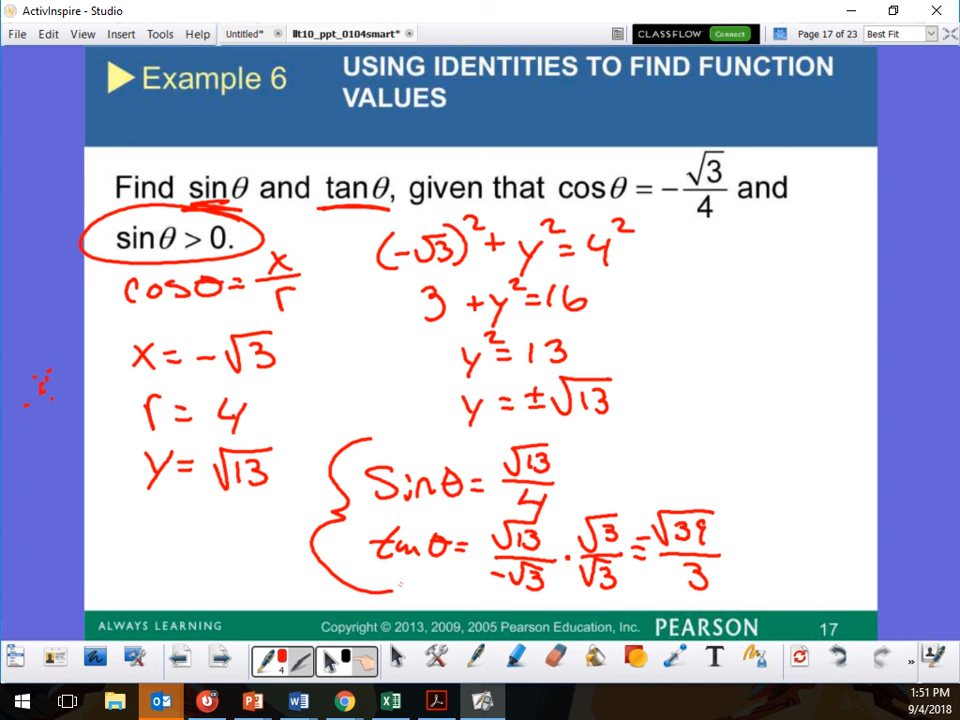 ActivInspire - Studio
File Edit View Insert Tools Help Untitled* llt10_ppt_0104smart* CLASSFLOW Connect Page 17 of 23 Best Fit
Example 6 USING IDENTITIES TO FIND FUNCTION
VALUES
Find sinθ and tanθ, given that cosθ = −√3/4 and
sinθ > 0.
(-√3)² + y² = 4²
cosθ = x/r
3 + y² = 16
x = -√3
y² = 13
r = 4
y = ±√13
y = √13
Sinθ = √13/4
tanθ = √13/-√3 · √3/√3 = -√39/3
ALWAYS LEARNING Copyright © 2013, 2009, 2005 Pearson Education, Inc. PEARSON 17
4 T »
1:51 PM
9/4/2018